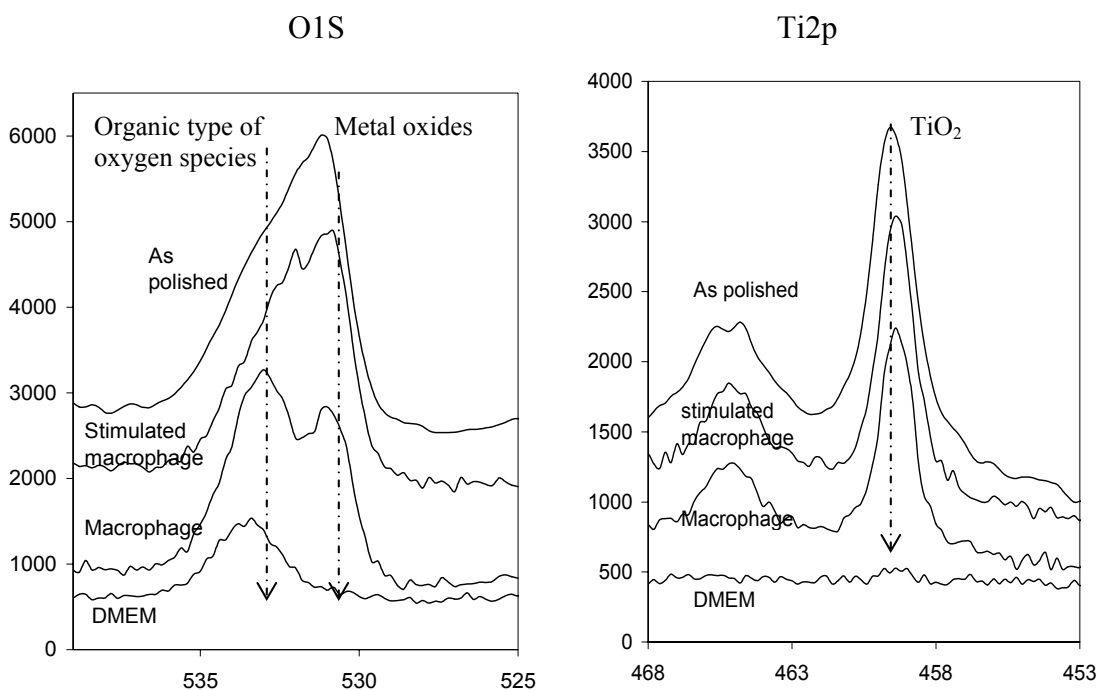 O1S
Organic type of
oxygen species
Metal oxides
As
polished
Stimulated
macrophage
Macrophage
DMEM
6000
5000
4000
3000
2000
1000
0
535
530
525
Ti2p
TiO₂
As polished
stimulated
macrophage
Macrophage
DMEM
4000
3500
3000
2500
2000
1500
1000
500
0
468
463
458
453